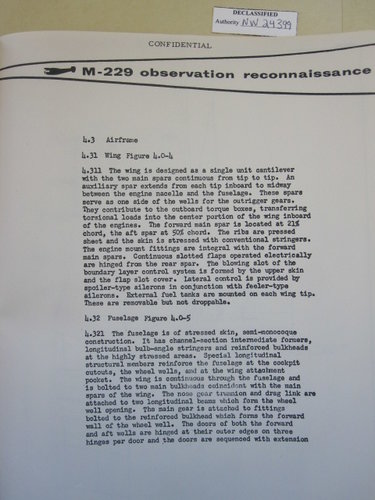 DECLASSIFIED
Authority NW 24399
CONFIDENTIAL
M-229 observation reconnaissance
4.3 Airframe
4.31 Wing Figure 4.0-4
4.311 The wing is designed as a single unit cantilever
with the two main spars continuous from tip to tip. An
auxiliary spar extends from each tip inboard to midway
between the engine nacelle and the fuselage. These spars
serve as one side of the wells for the outrigger gears.
They contribute to the outboard torque boxes, transferring
torsional loads into the center portion of the wing inboard
of the engines. The forward main spar is located at 21%
chord, the aft spar at 50% chord. The ribs are pressed
sheet and the skin is stressed with conventional stringers.
The engine mount fittings are integral with the forward
main spars. Continuous slotted flaps operated electrically
are hinged from the rear spar. The blowing slot of the
boundary layer control system is formed by the upper skin
and the flap slot cover. Lateral control is provided by
spoiler-type ailerons in conjunction with feeler-type
ailerons. External fuel tanks are mounted on each wing tip.
These are removable but not droppable.
4.32 Fuselage Figure 4.0-5
4.321 The fuselage is of stressed skin, semi-monocoque
construction. It has channel-section intermediate formers,
longitudinal bulb-angle stringers and reinforced bulkheads
at the highly stressed areas. Special longitudinal
structural members reinforce the fuselage at the cockpit
cutouts, the wheel wells, and at the wing attachment
pocket. The wing is continuous through the fuselage and
is bolted to two main bulkheads coincident with the main
spars of the wing. The nose gear trunnion and drag link are
attached to two longitudinal beams which form the wheel
well opening. The main gear is attached to fittings
bolted to the reinforced bulkhead which forms the forward
wall of the wheel well. The doors of both the forward
and aft wells are hinged at their outer edges on three
hinges per door and the doors are sequenced with extension